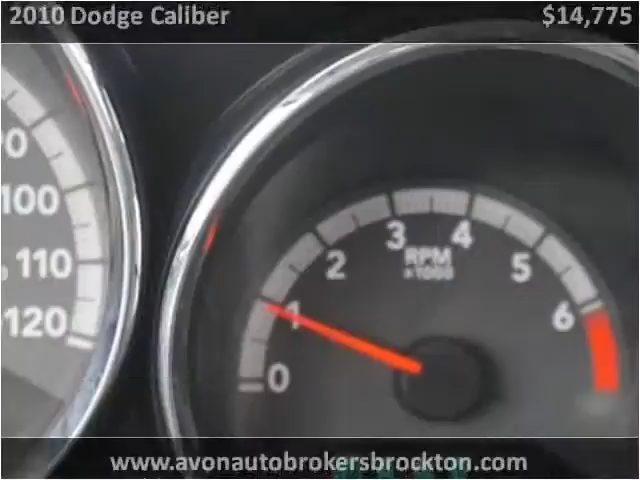 2010 Dodge Caliber $14,775
90
100
110
120
0 1 2 3 4 5 6
RPM
x1000
www.avonautobrokersbrockton.com